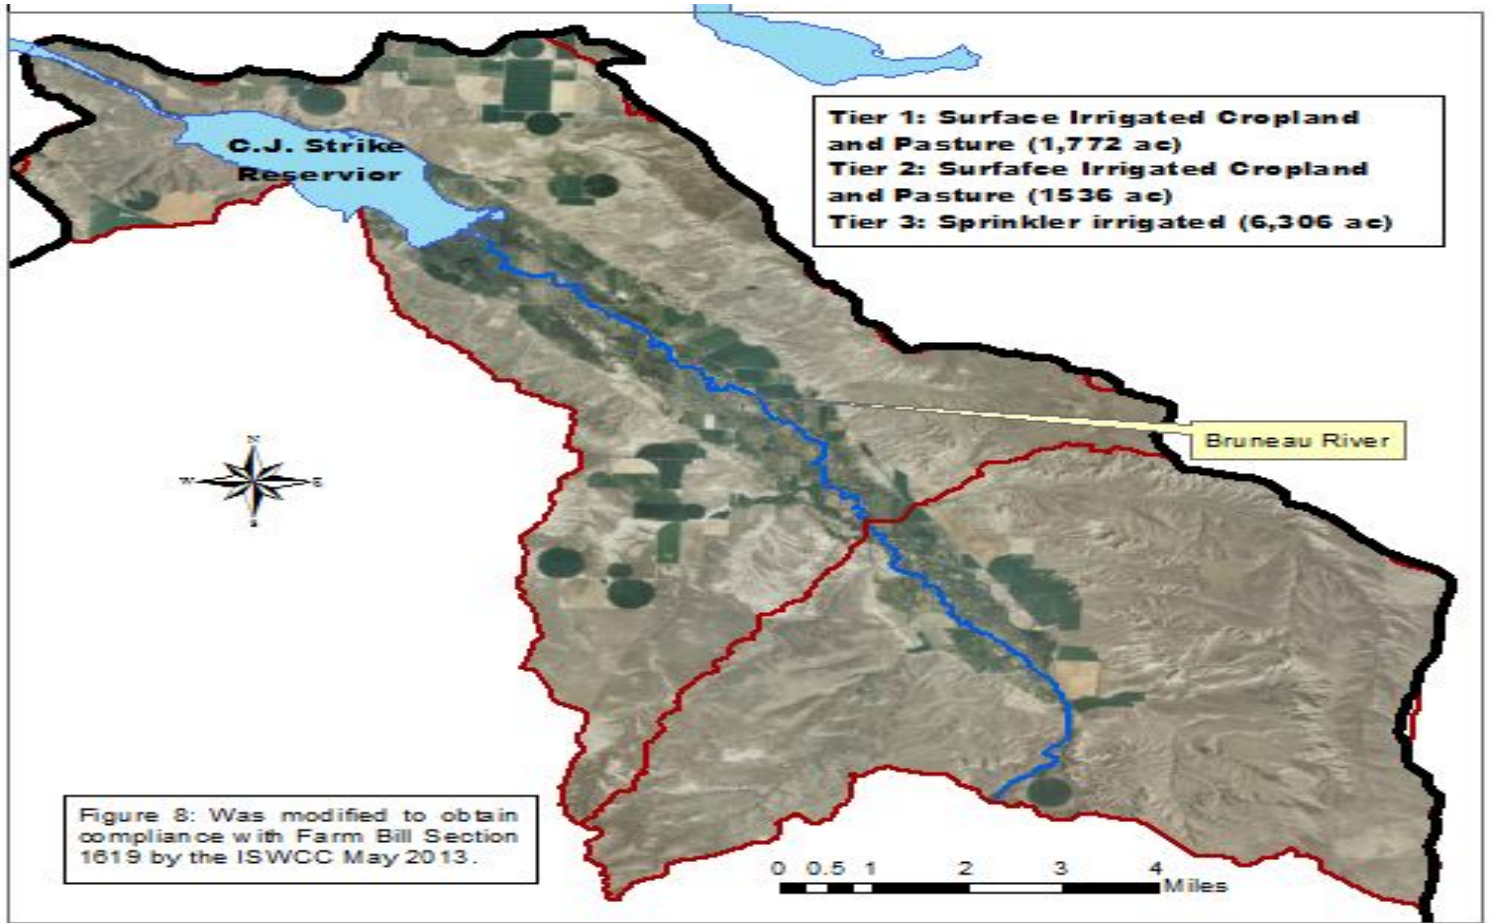 C.J. Strike
Reservior
Tier 1: Surface Irrigated Cropland
and Pasture (1,772 ac)
Tier 2: Surfafce Irrigated Cropland
and Pasture (1536 ac)
Tier 3: Sprinkler irrigated (6,306 ac)
Bruneau River
N
W E
S
Figure 8: Was modified to obtain
compliance with Farm Bill Section
1619 by the ISWCC May 2013.
0 0.5 1 2 3 4
Miles